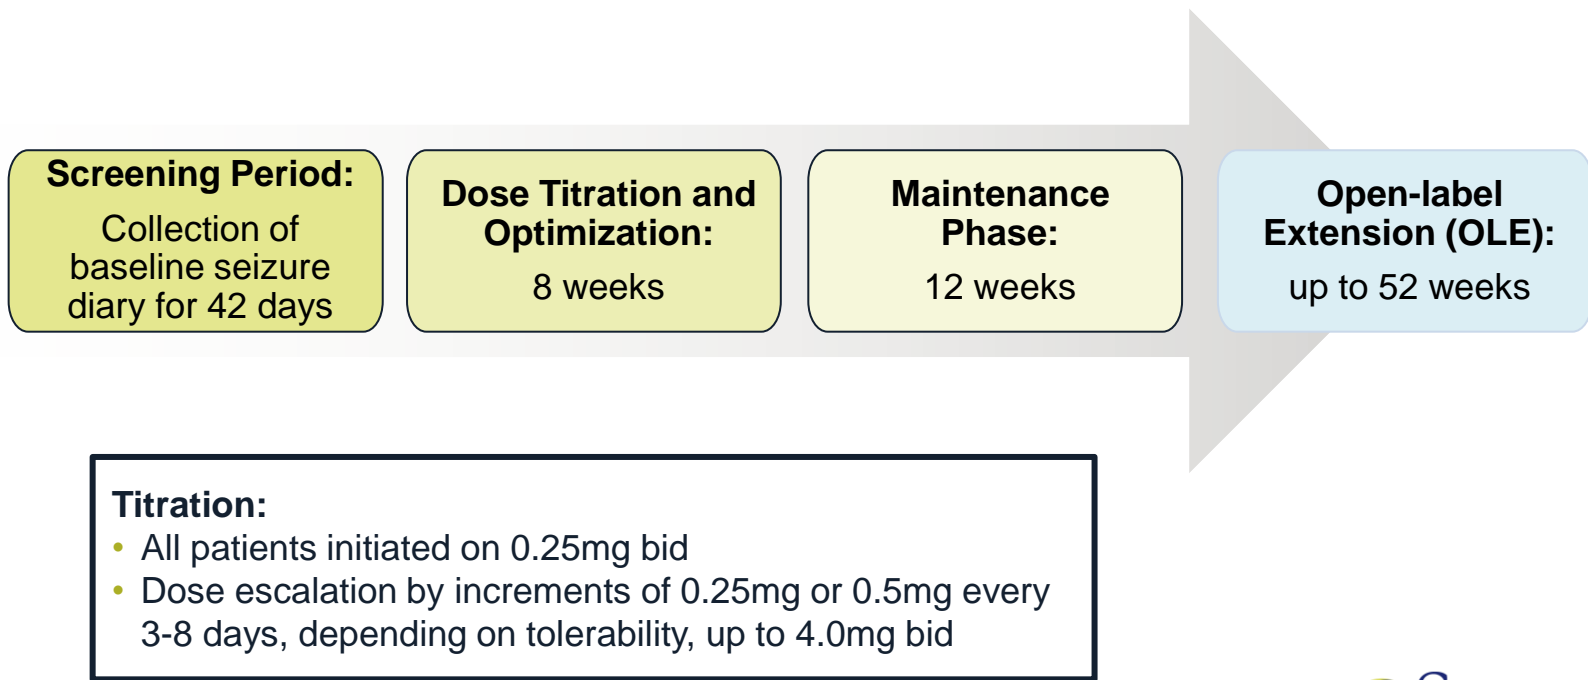 Screening Period:
Collection of
baseline seizure
diary for 42 days
Dose Titration and
Optimization:
8 weeks
Maintenance
Phase:
12 weeks
Open-label
Extension (OLE):
up to 52 weeks
Titration:
• All patients initiated on 0.25mg bid
• Dose escalation by increments of 0.25mg or 0.5mg every
3-8 days, depending on tolerability, up to 4.0mg bid